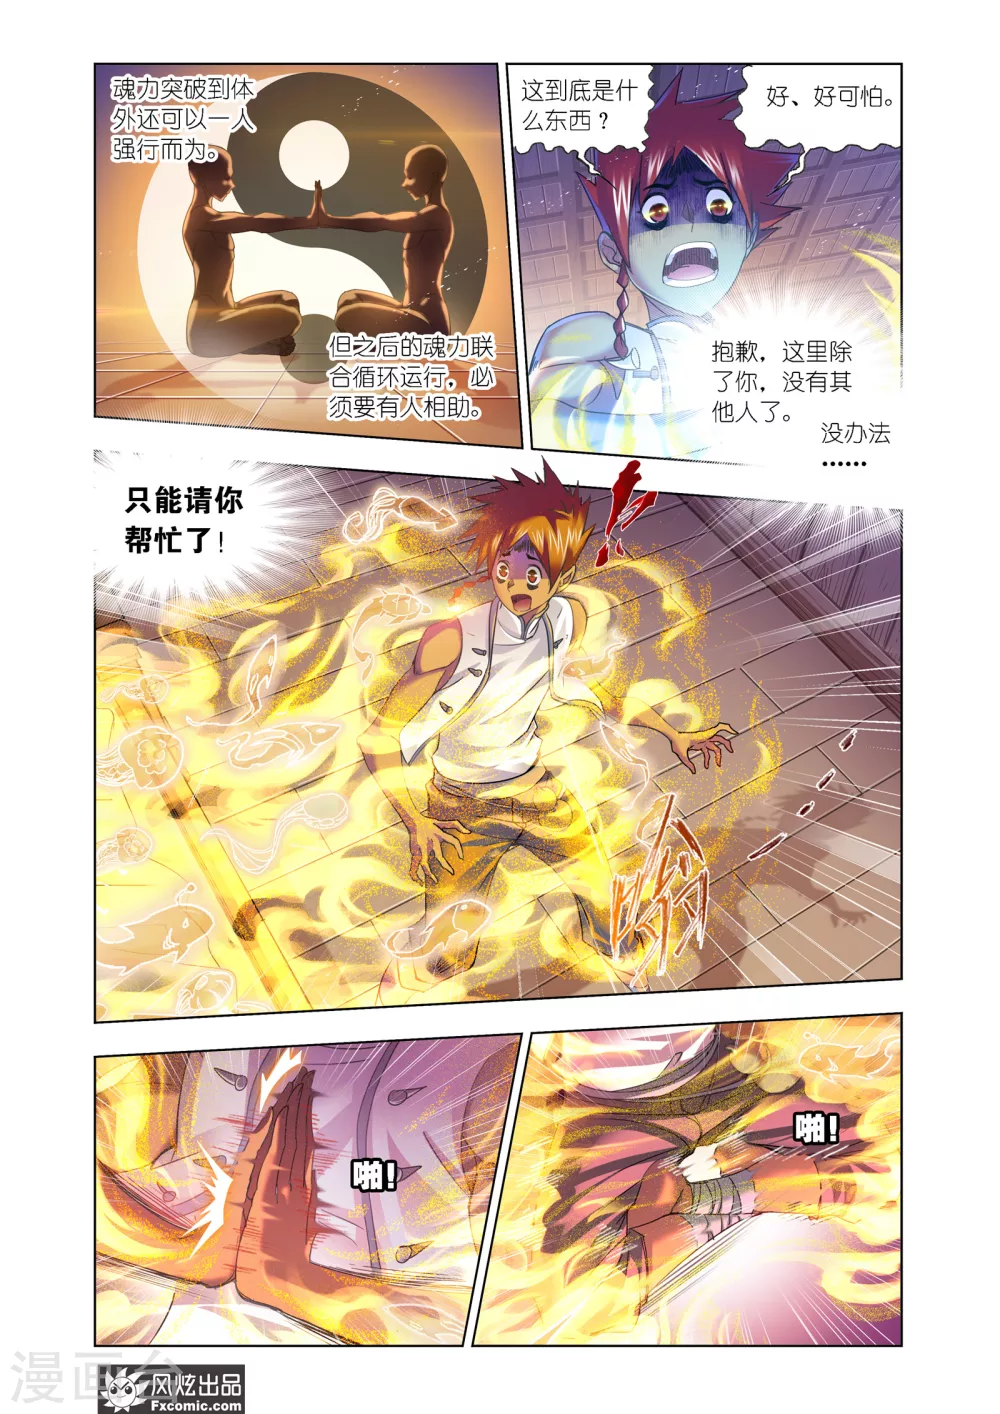 魂力突破到体
外还可以一人
强行而为。
但之后的魂力联
合循环运行，必
须要有人相助。
这到底是什
么东西？
好、好可怕。
抱歉，这里除
了你，没有其
他人了。
没办法
······
只能请你
帮忙了！
嗡
啪！
啪！
漫画台
风炫出品
Fxcomic.com